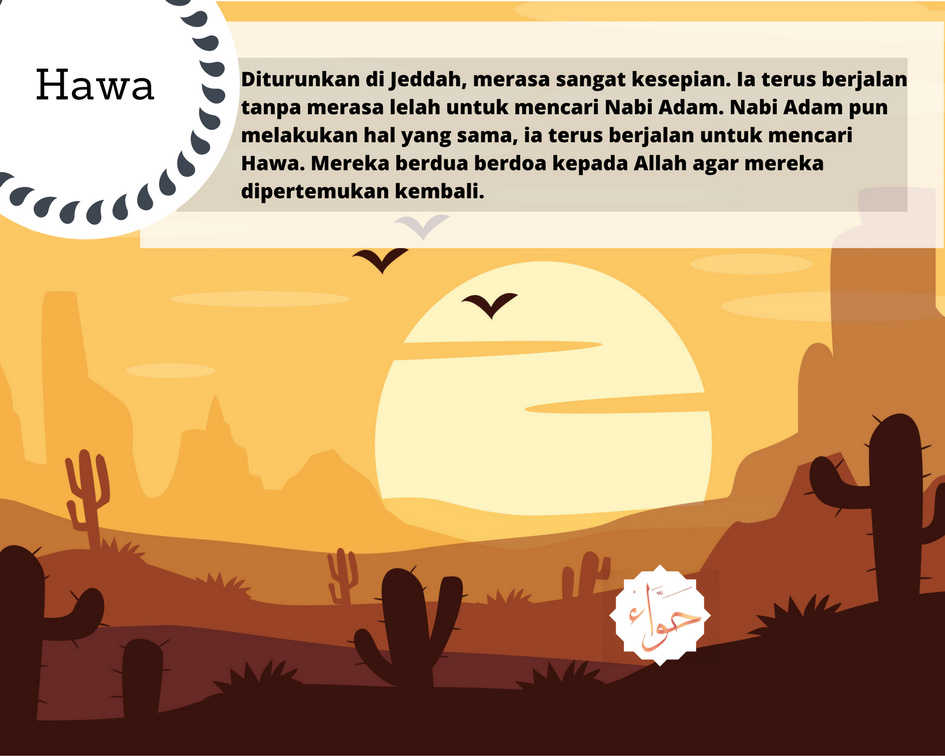 Hawa
Diturunkan di Jeddah, merasa sangat kesepian. Ia terus berjalan
tanpa merasa lelah untuk mencari Nabi Adam. Nabi Adam pun
melakukan hal yang sama, ia terus berjalan untuk mencari
Hawa. Mereka berdua berdoa kepada Allah agar mereka
dipertemukan kembali.
حواء